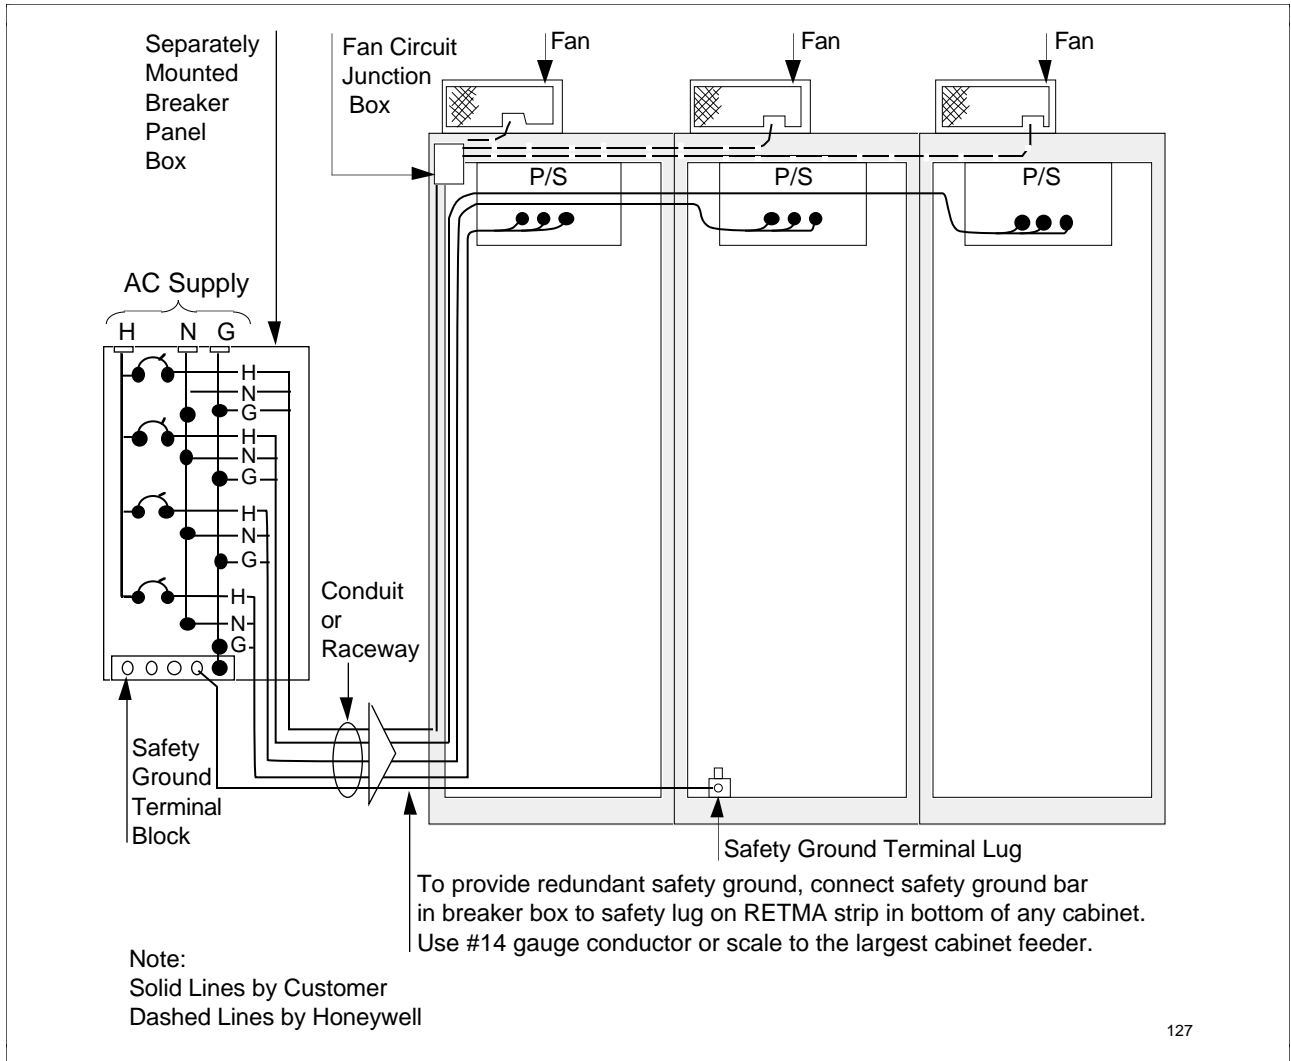 Separately
Mounted
Breaker
Panel
Box
Fan Circuit
Junction
Box
Fan
Fan
Fan
P/S
P/S
P/S
AC Supply
H N G
H
N
G
H
N
G
H
N
G
H
N
G
Conduit
or
Raceway
Safety
Ground
Terminal
Block
Safety Ground Terminal Lug
To provide redundant safety ground, connect safety ground bar
in breaker box to safety lug on RETMA strip in bottom of any cabinet.
Use #14 gauge conductor or scale to the largest cabinet feeder.
Note:
Solid Lines by Customer
Dashed Lines by Honeywell
127